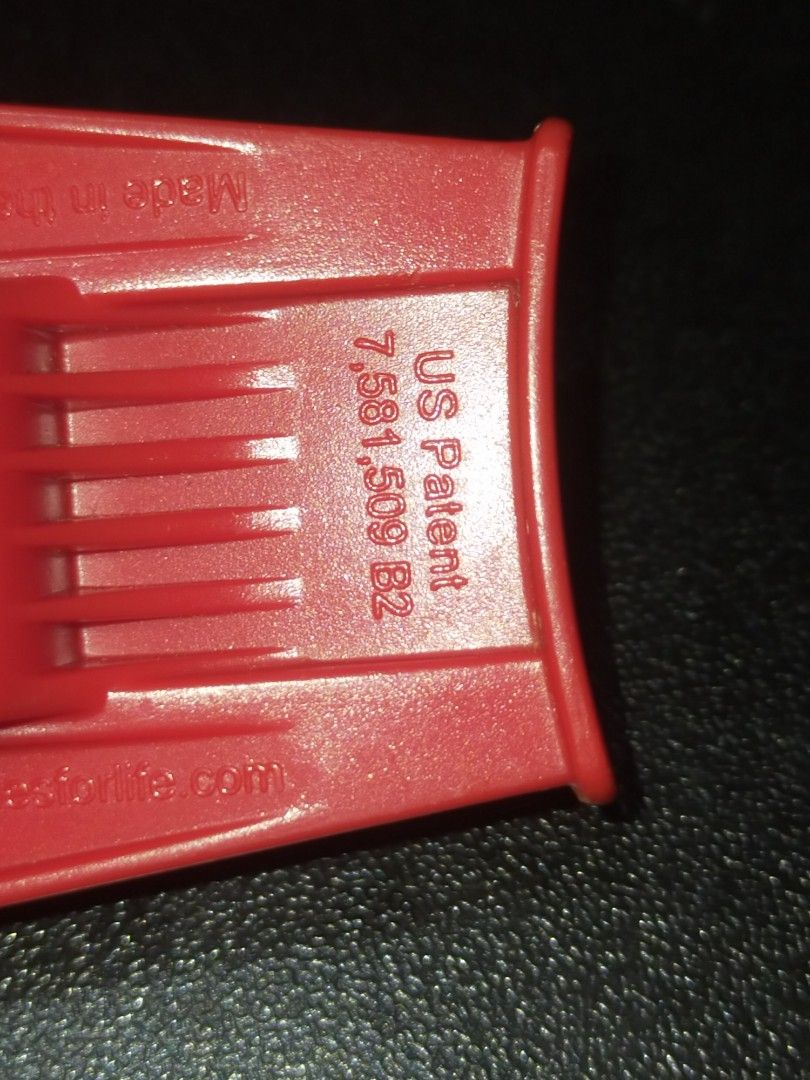 Made in the
US Patent
7,581,509 B2
esforlife.com